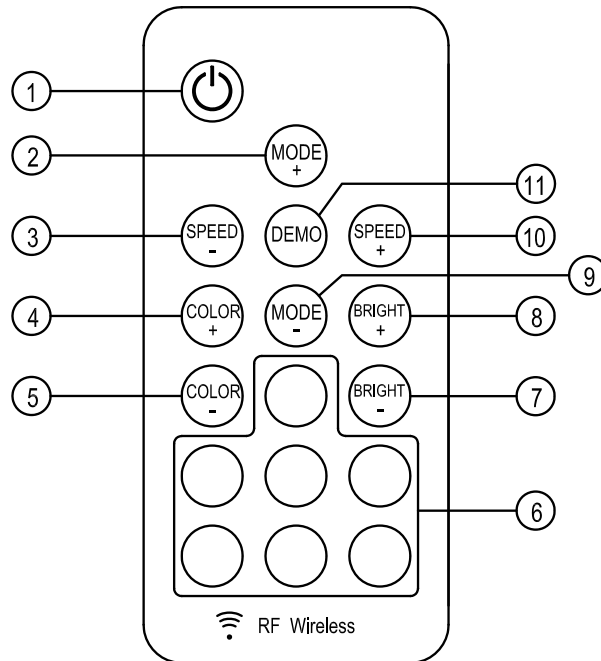 1
2
MODE
+
11
3
SPEED
-
DEMO
SPEED
+
10
9
4
COLOR
+
MODE
-
BRIGHT
+
8
5
COLOR
-
BRIGHT
-
7
6
RF Wireless